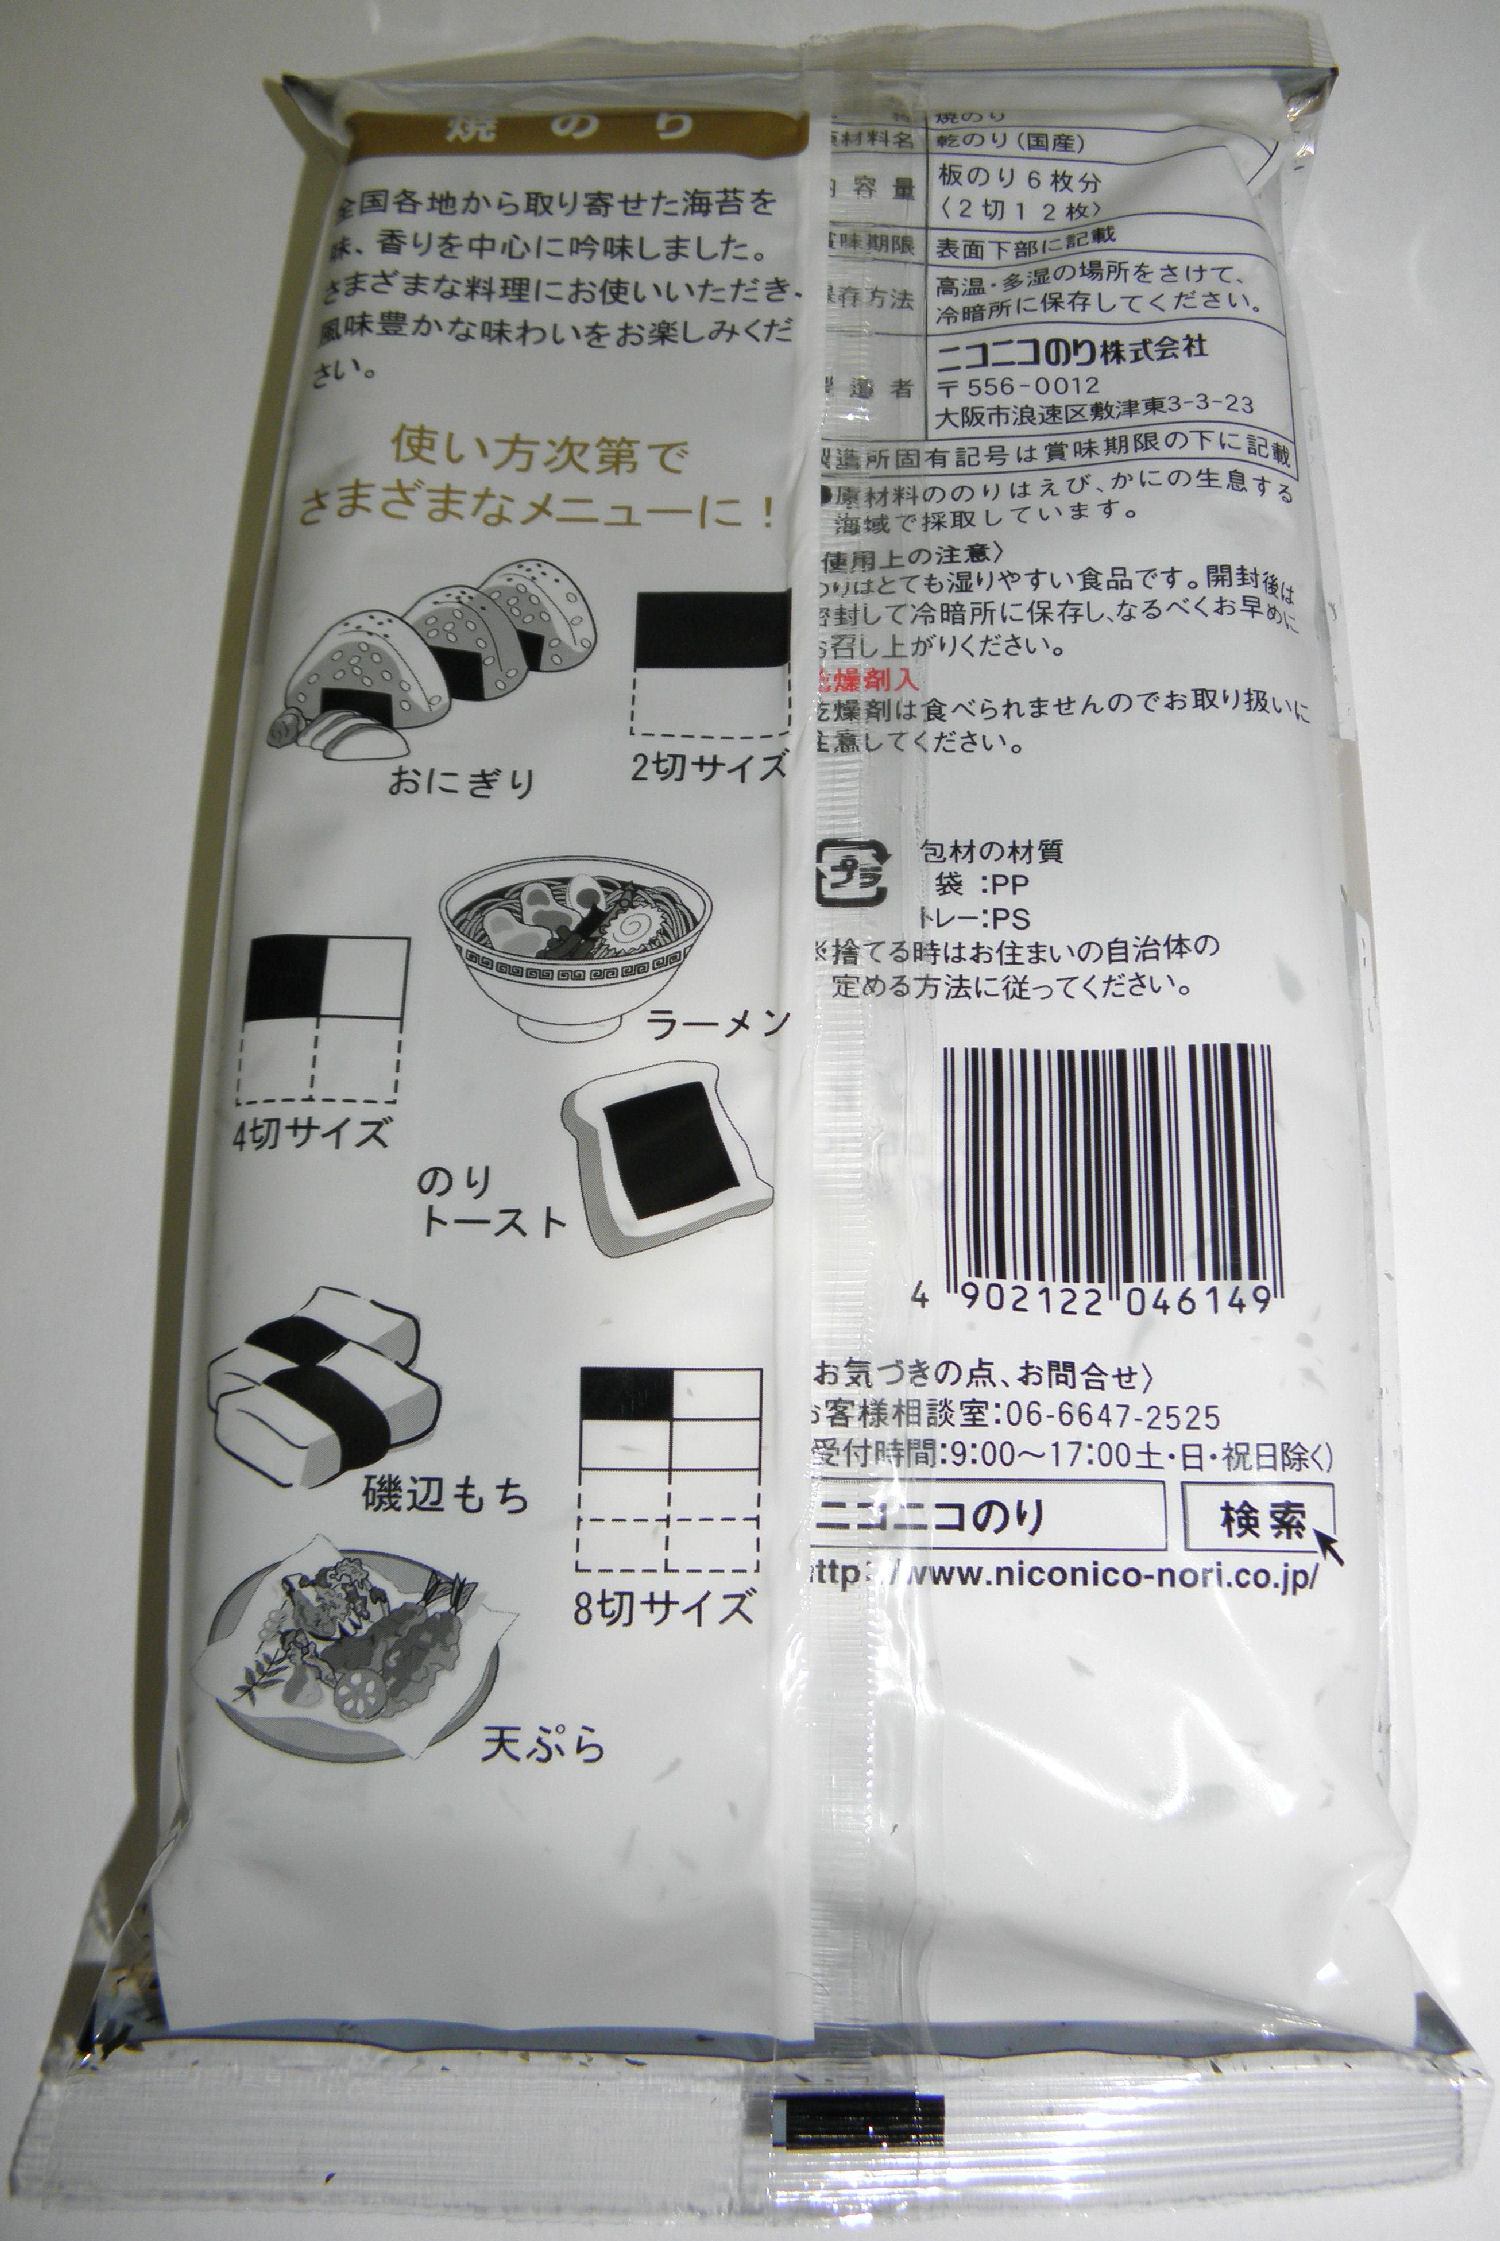 焼のり
全国各地から取り寄せた海苔を
味、香りを中心に吟味しました。
さまざまな料理にお使いいただき、
風味豊かな味わいをお楽しみくだ
さい。
使い方次第で
さまざまなメニューに！
おにぎり
2切サイズ
ラーメン
4切サイズ
のり
トースト
磯辺もち
8切サイズ
天ぷら
焼のり
原材料名 乾のり(国産)
内容量 板のり6枚分
〈2切12枚〉
賞味期限 表面下部に記載
保存方法 高温・多湿の場所をさけて、
冷暗所に保存してください。
ニコニコのり株式会社
製造者 〒556-0012
大阪市浪速区敷津東3-3-23
製造所固有記号は賞味期限の下に記載
●原材料ののりはえび、かにの生息する
海域で採取しています。
使用上の注意〉
のりはとても湿りやすい食品です。開封後は
密封して冷暗所に保存し、なるべくお早めに
お召し上がりください。
乾燥剤入
乾燥剤は食べられませんのでお取り扱いに
注意してください。
プラ
包材の材質
袋:PP
トレー:PS
※捨てる時はお住まいの自治体の
定める方法に従ってください。
4 902122 046149
お気づきの点、お問合せ〉
お客様相談室:06-6647-2525
受付時間:9:00〜17:00土・日・祝日除く)
ニコニコのり 検索
http://www.niconico-nori.co.jp/